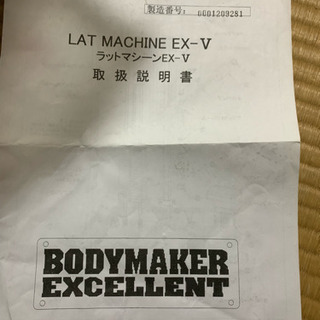 製造番号: 0001209281
LAT MACHINE EX-Ⅴ
ラットマシーンEX-Ⅴ
取扱説明書
BODYMAKER
EXCELLENT